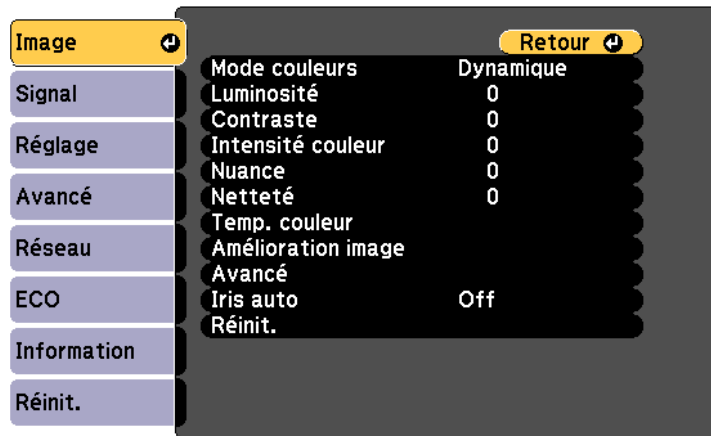 Image
Signal
Réglage
Avancé
Réseau
ECO
Information
Réinit.
Retour
Mode couleurs Dynamique
Luminosité 0
Contraste 0
Intensité couleur 0
Nuance 0
Netteté 0
Temp. couleur
Amélioration image
Avancé
Iris auto Off
Réinit.